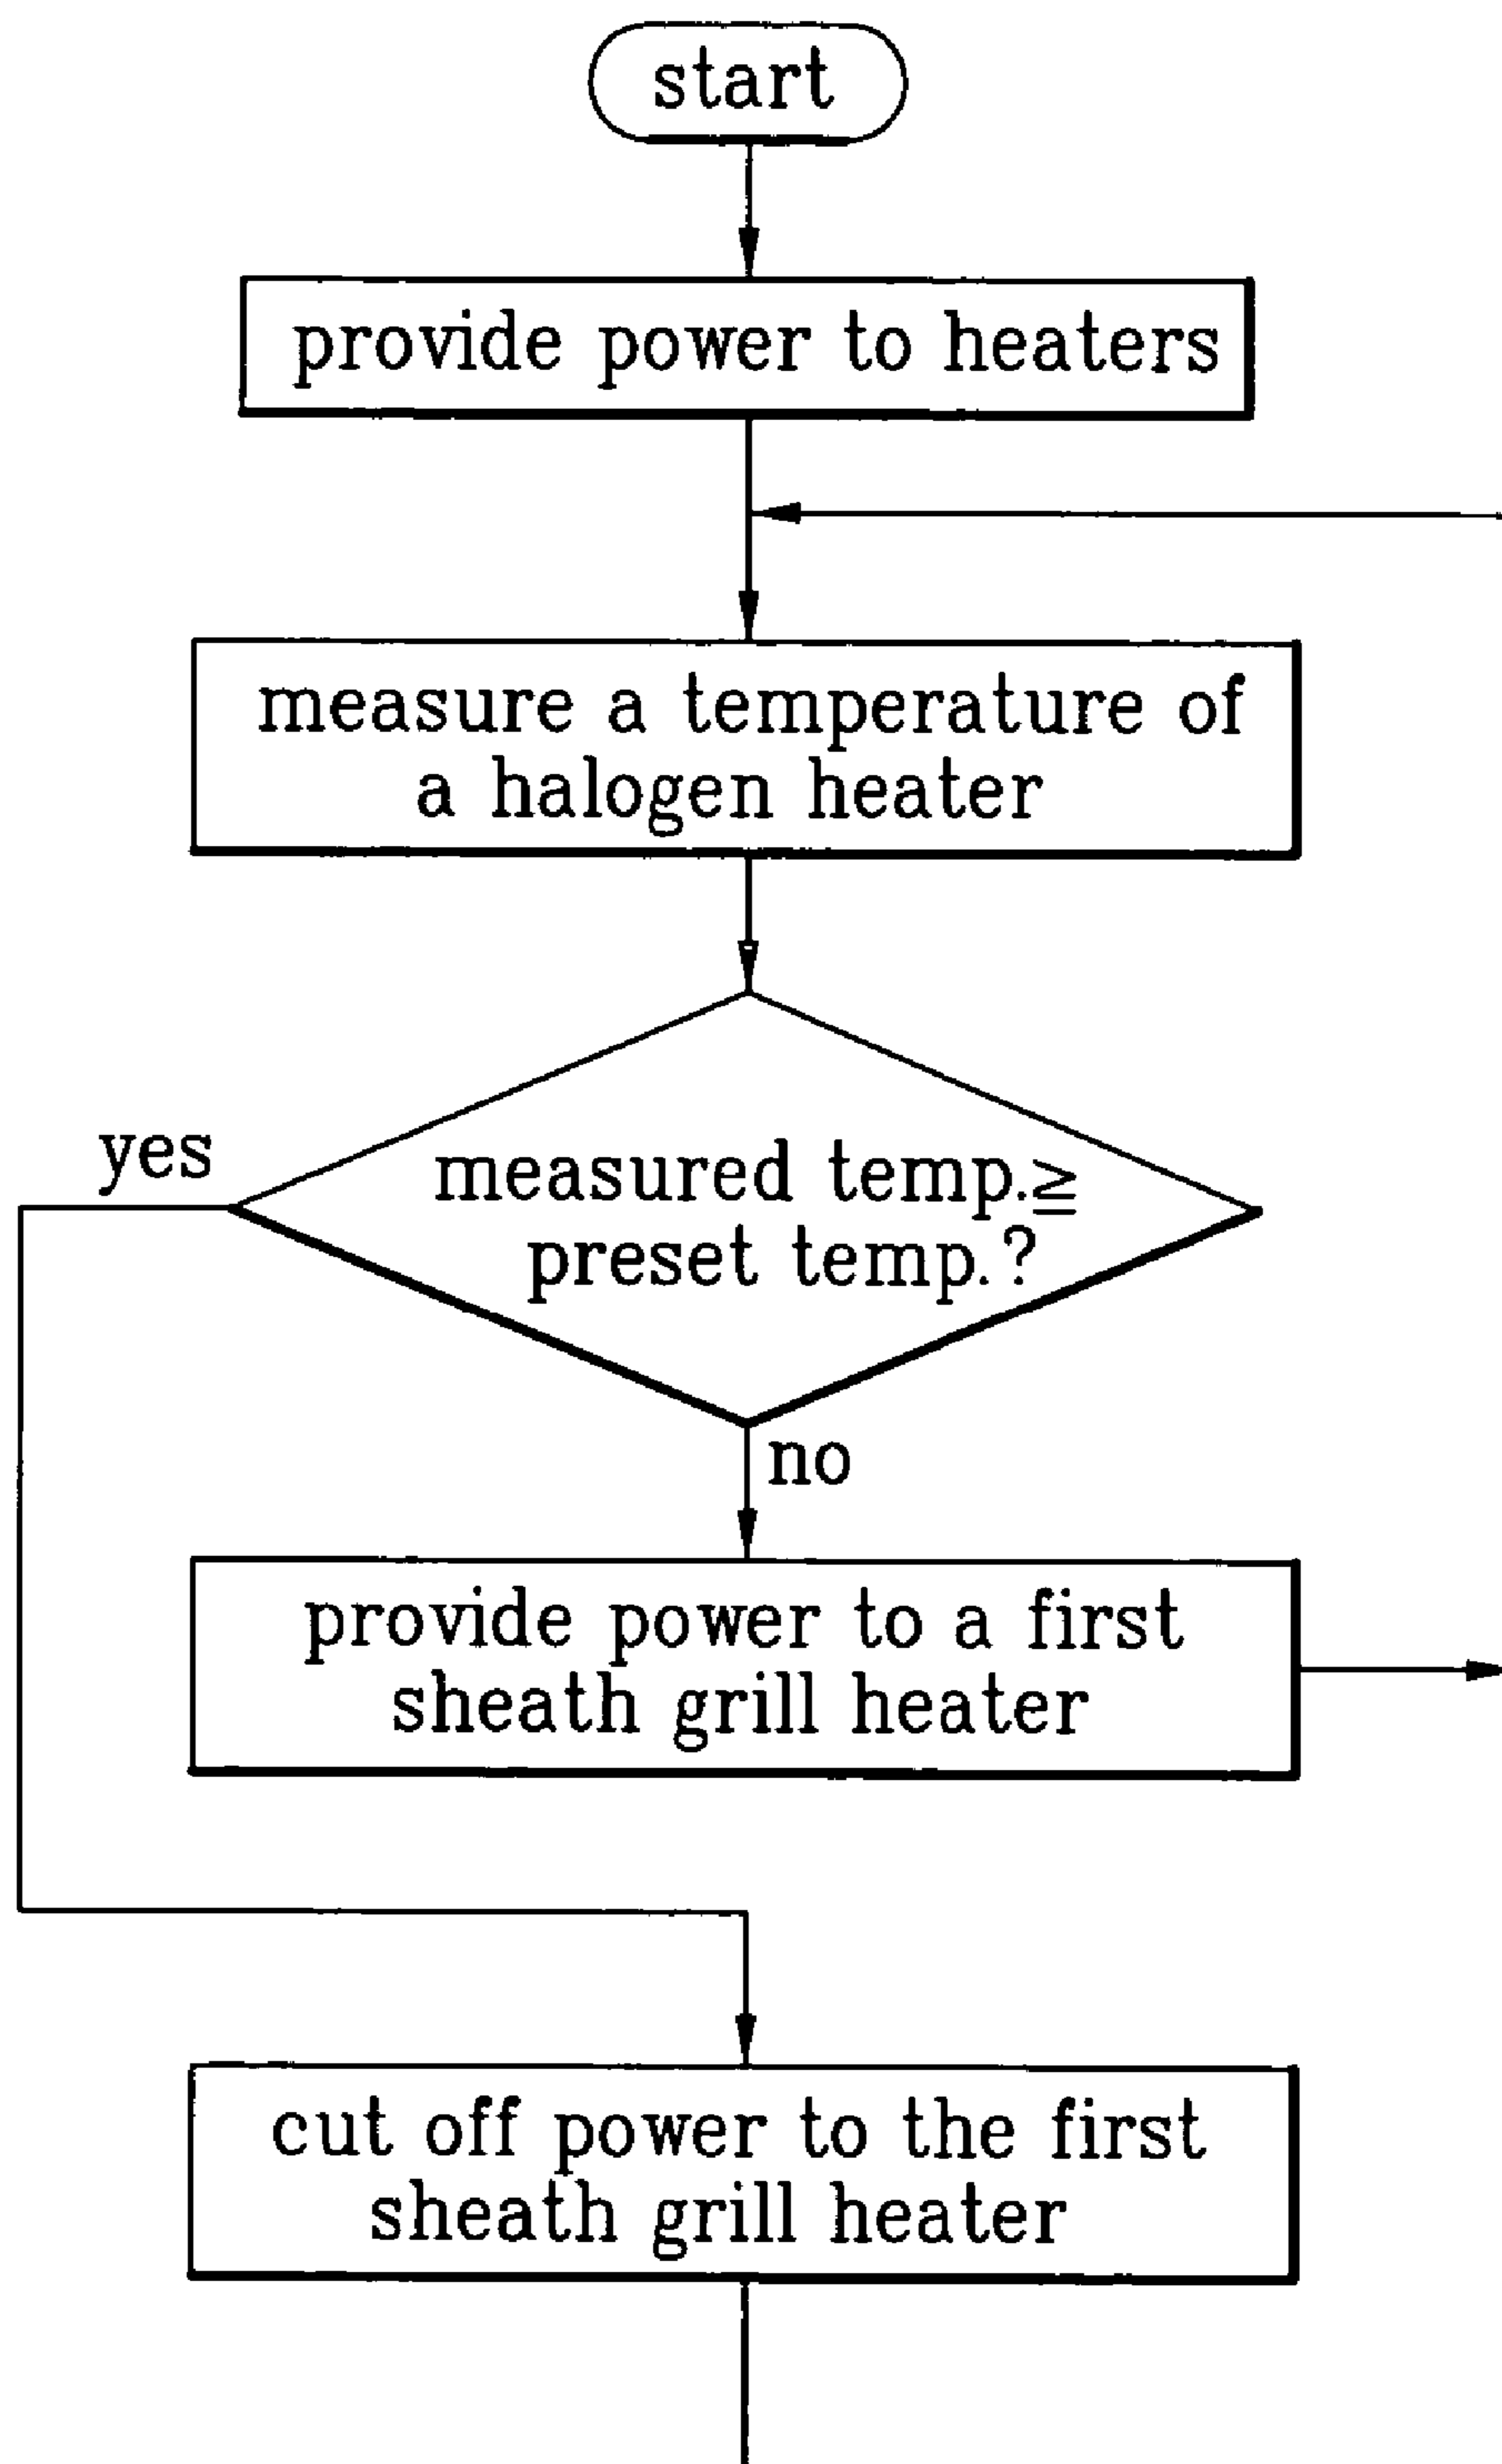 start
provide power to heaters
measure a temperature of
a halogen heater
yes
measured temp.≧
preset temp.?
no
provide power to a first
sheath grill heater
cut off power to the first
sheath grill heater